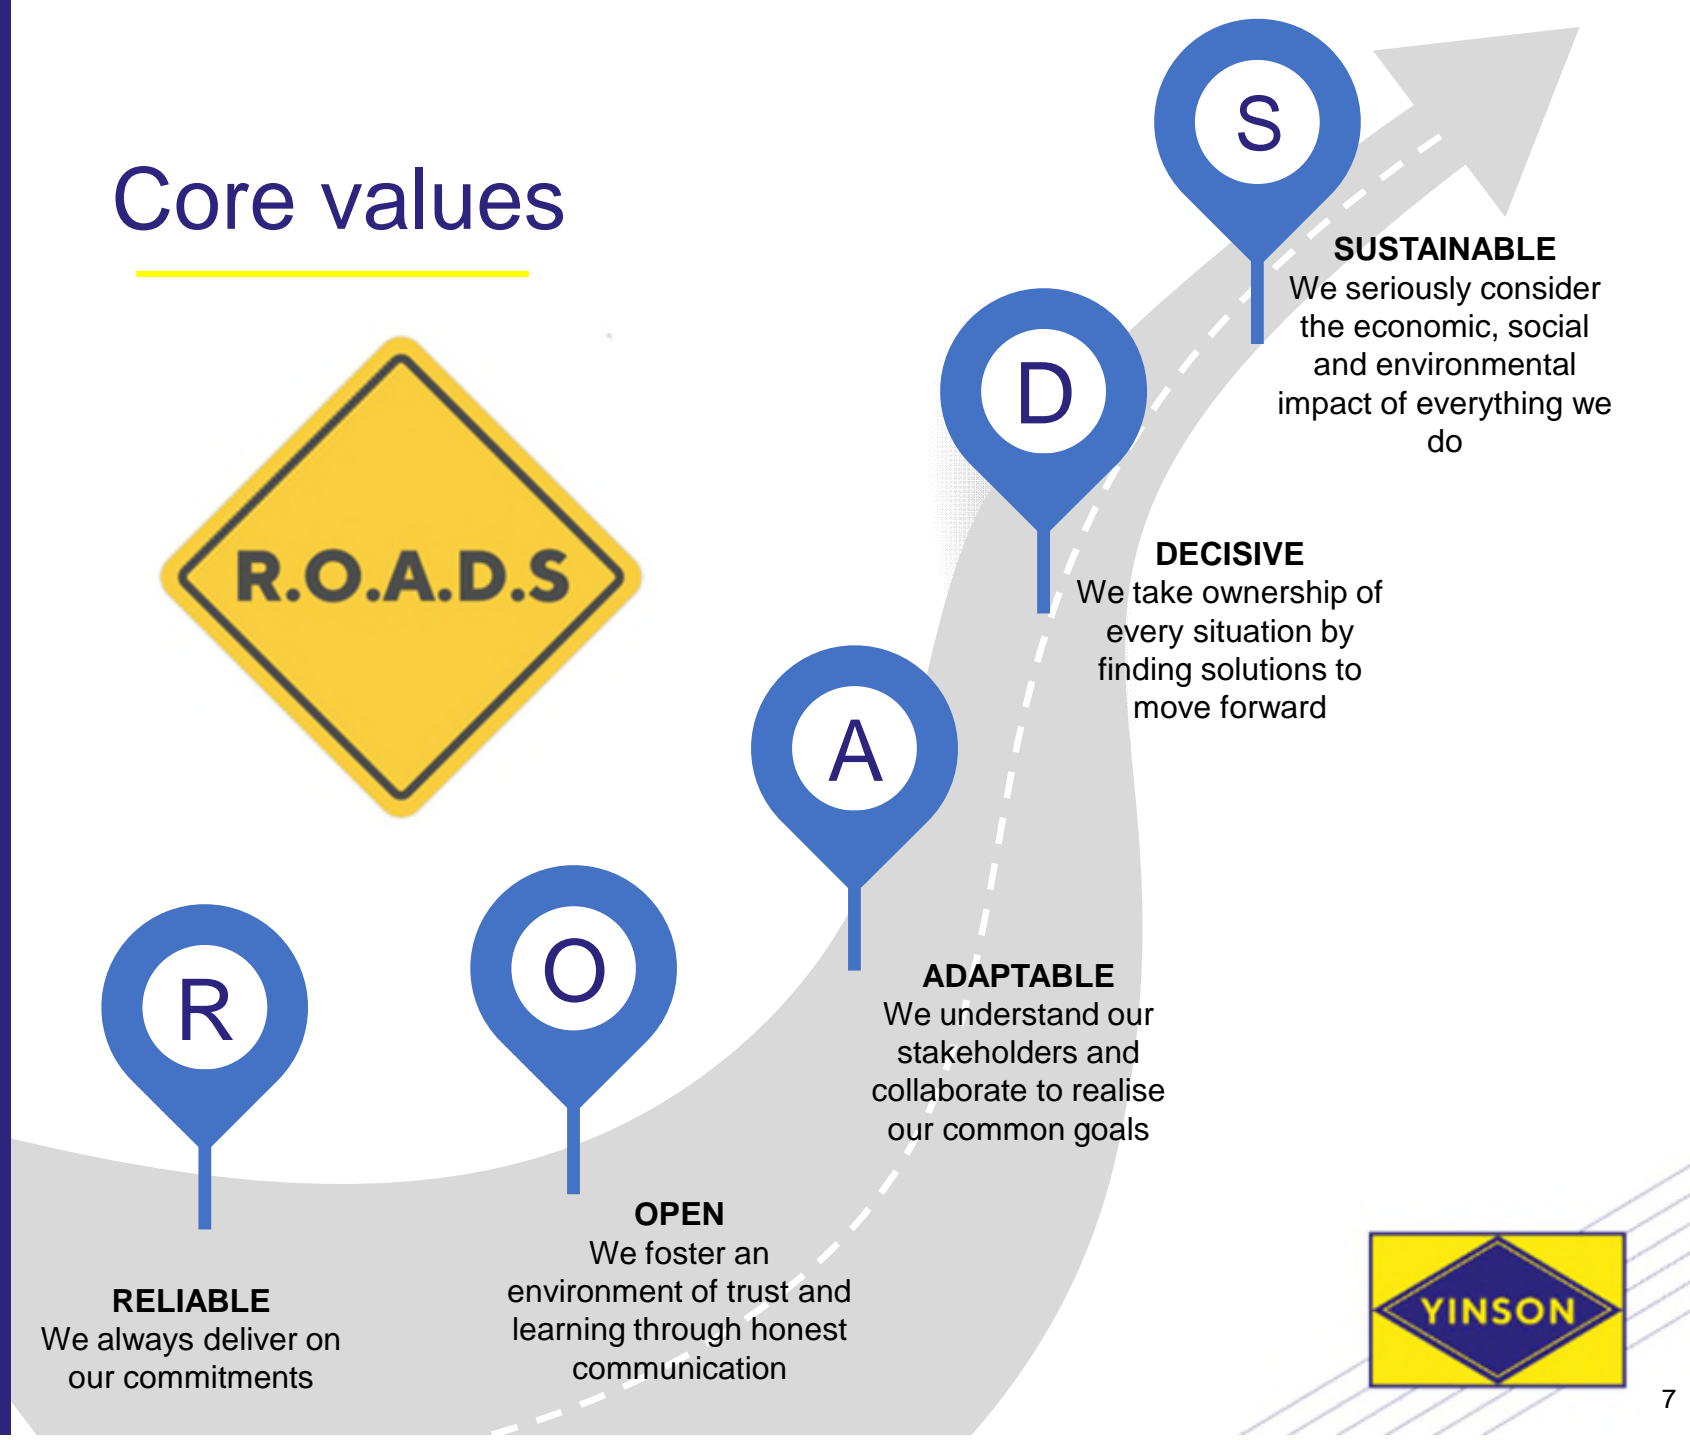 Core values
R.O.A.D.S
R
RELIABLE
We always deliver on
our commitments
O
OPEN
We foster an
environment of trust and
learning through honest
communication
A
ADAPTABLE
We understand our
stakeholders and
collaborate to realise
our common goals
D
DECISIVE
We take ownership of
every situation by
finding solutions to
move forward
S
SUSTAINABLE
We seriously consider
the economic, social
and environmental
impact of everything we
do
YINSON
7